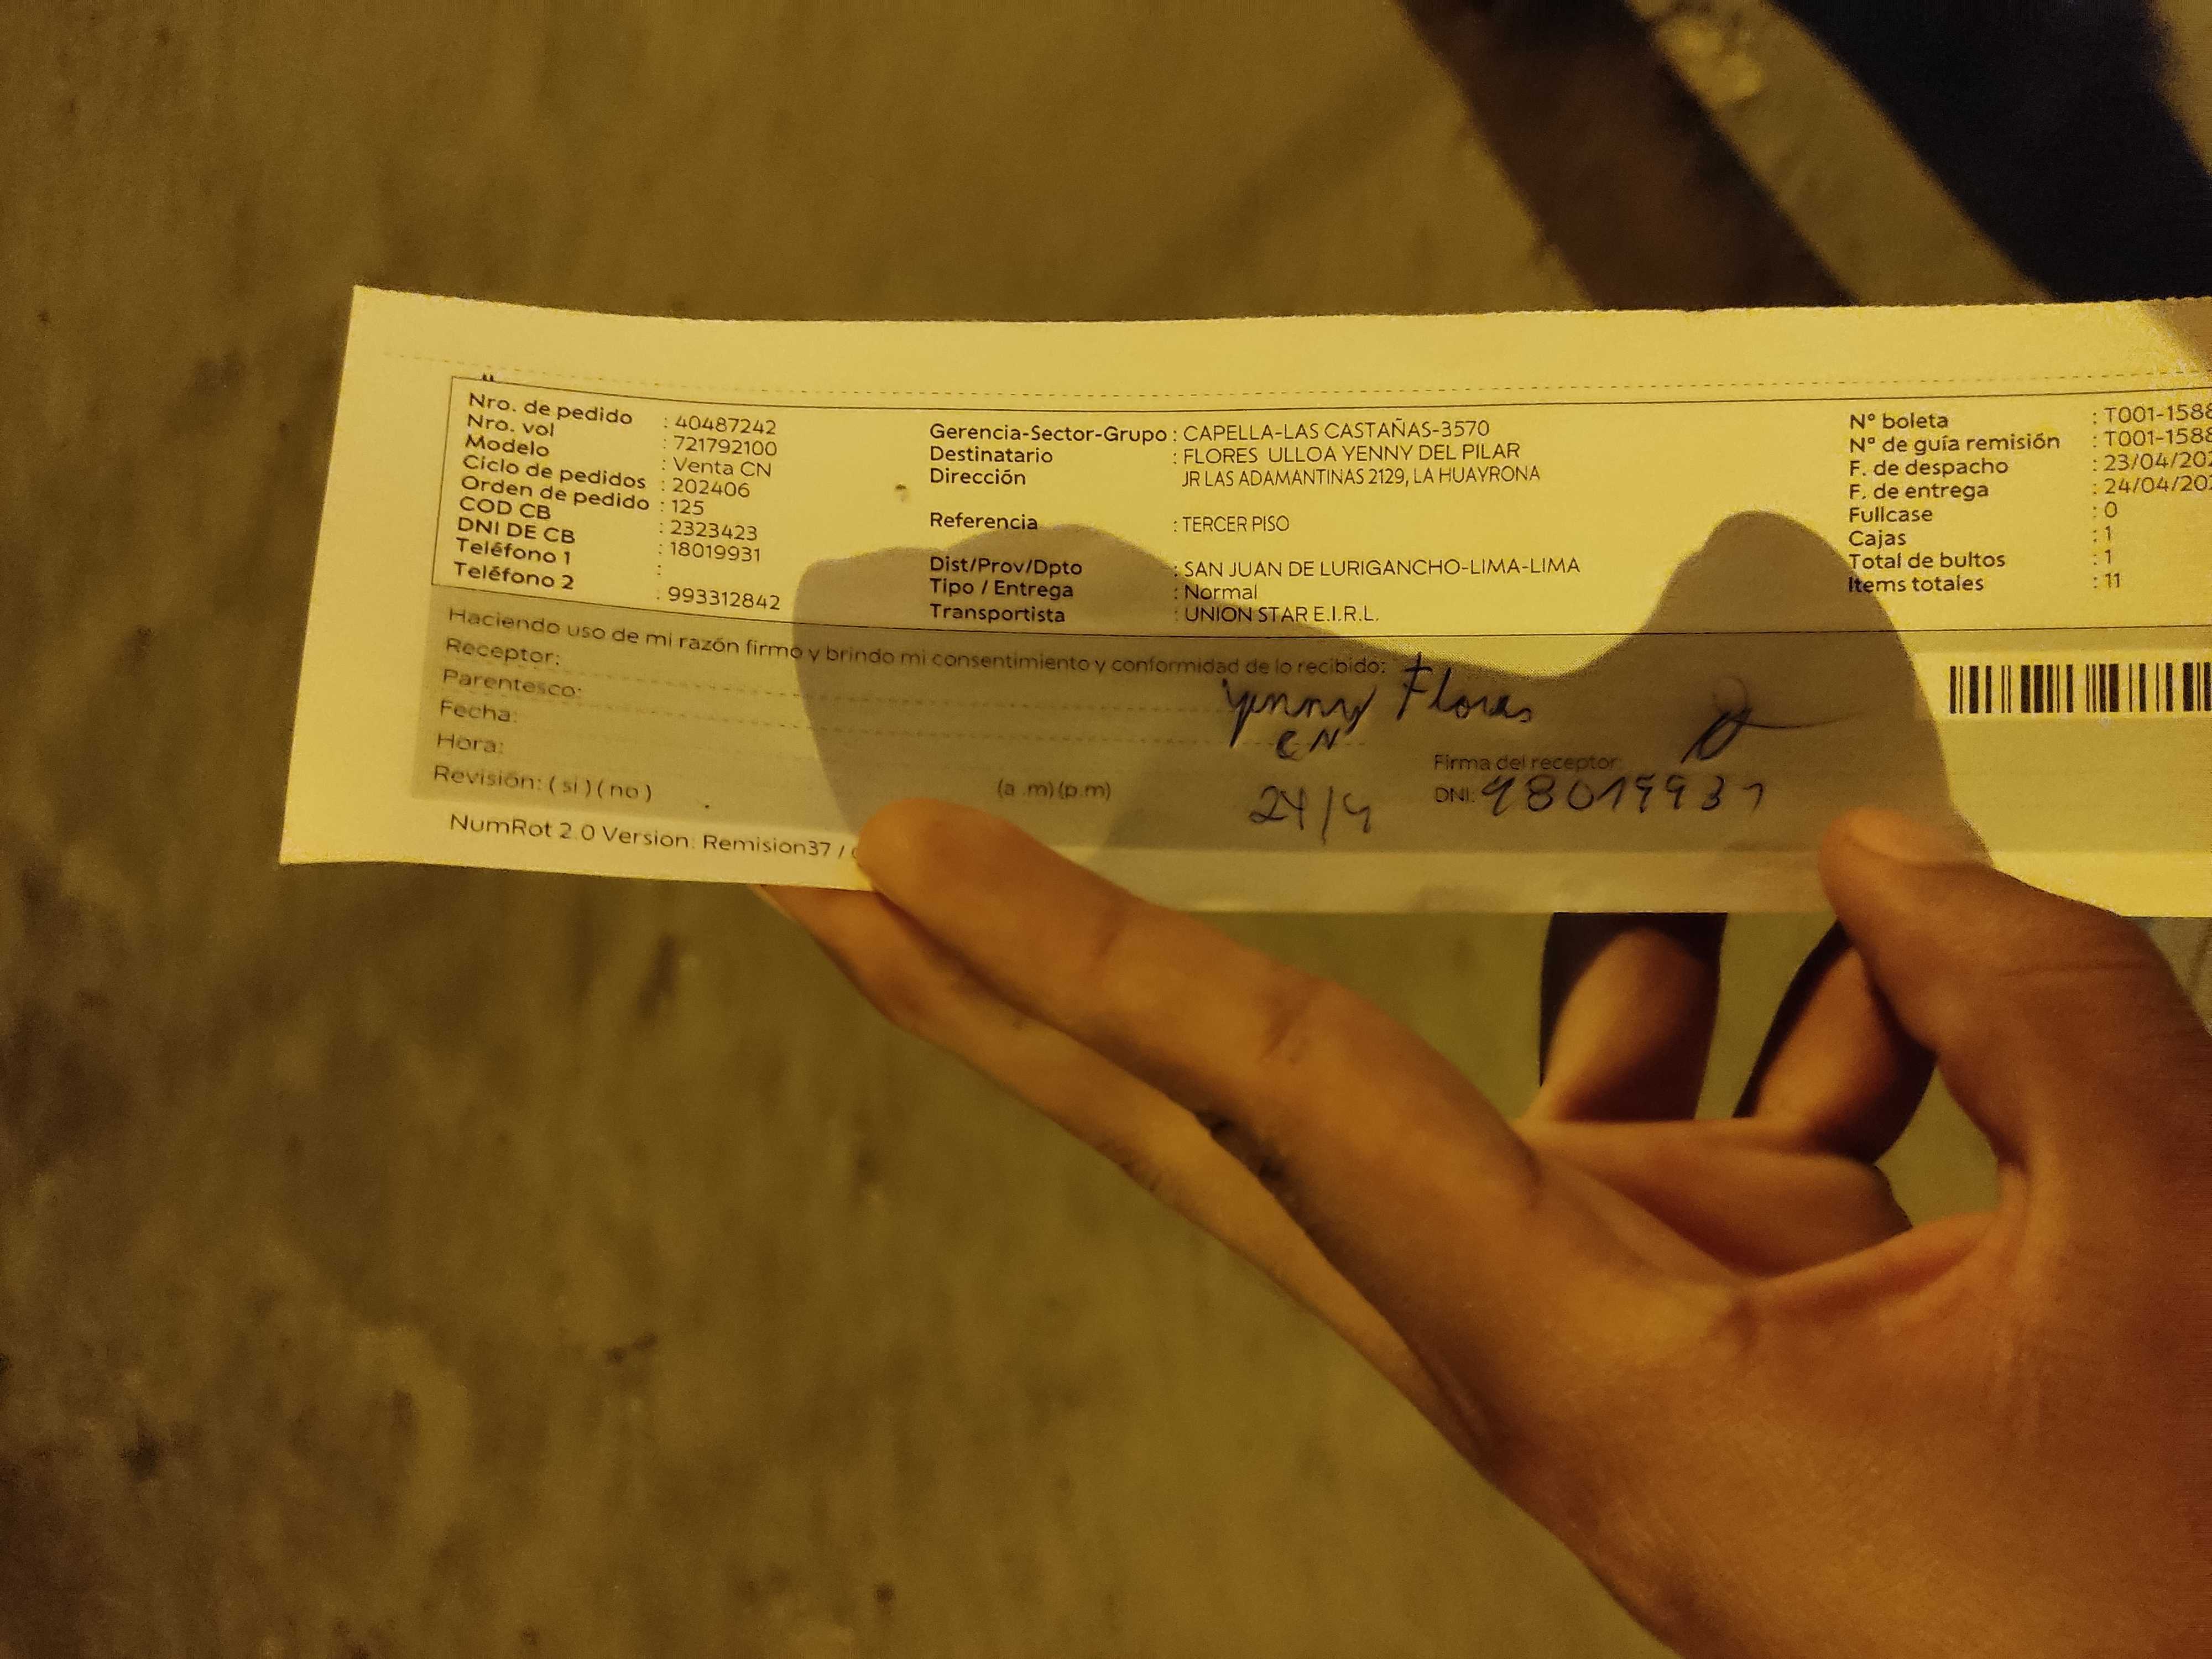 Nro. de pedido : 40487242
Nro. vol : 721792100
Modelo : Venta CN
Ciclo de pedidos : 202406
Orden de pedido : 125
COD CB : 2323423
DNI DE CB : 18019931
Teléfono 1 :
Teléfono 2 : 993312842
Gerencia-Sector-Grupo : CAPELLA-LAS CASTAÑAS-3570
Destinatario : FLORES ULLOA YENNY DEL PILAR
Dirección JR LAS ADAMANTINAS 2129, LA HUAYRONA
Referencia : TERCER PISO
Dist/Prov/Dpto : SAN JUAN DE LURIGANCHO-LIMA-LIMA
Tipo / Entrega : Normal
Transportista : UNION STAR E.I.R.L.
Nº boleta : T001-1588
Nº de guía remisión : T001-1588
F. de despacho : 23/04/202
F. de entrega : 24/04/202
Fullcase : 0
Cajas : 1
Total de bultos : 1
Items totales : 11
Haciendo uso de mi razón firmo y brindo mi consentimiento y conformidad de lo recibido:
Receptor: Yenny Flores
Parentesco: CN
Fecha: 24/4
Hora: (a.m)(p.m)
Revisión: ( si ) ( no )
Firma del receptor
DNI: 18019931
NumRot 2.0 Version: Remision37 /